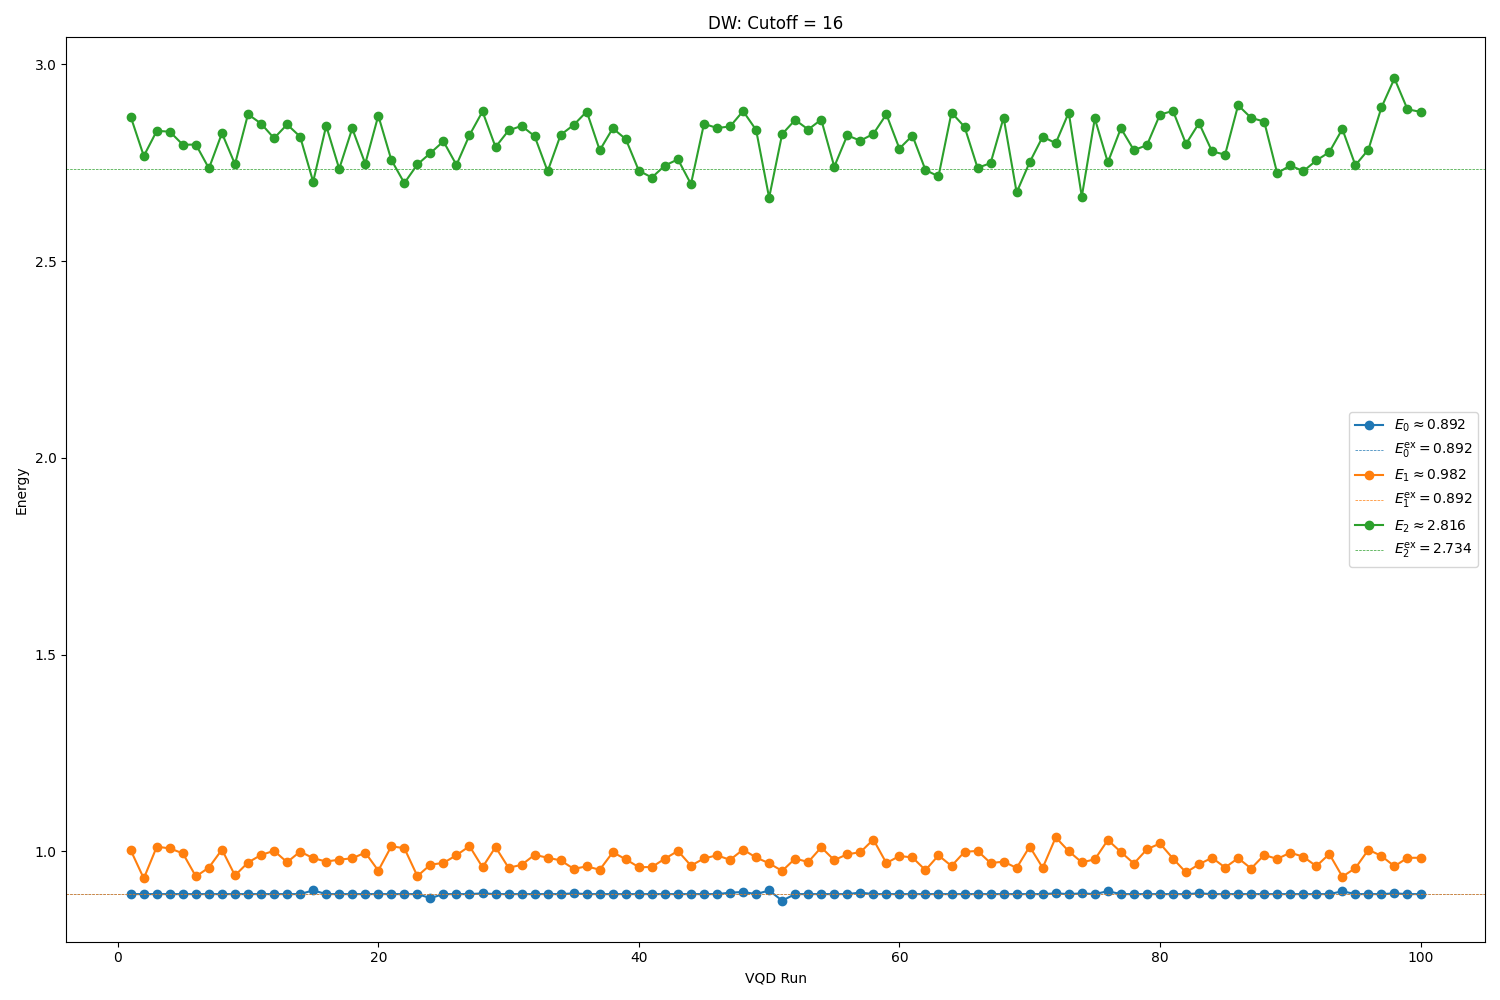 DW: Cutoff = 16
Energy
3.0
2.5
2.0
1.5
1.0
0
20
40
60
80
100
VQD Run
E₀ ≈ 0.892
E₀ᵉˣ = 0.892
E₁ ≈ 0.982
E₁ᵉˣ = 0.892
E₂ ≈ 2.816
E₂ᵉˣ = 2.734